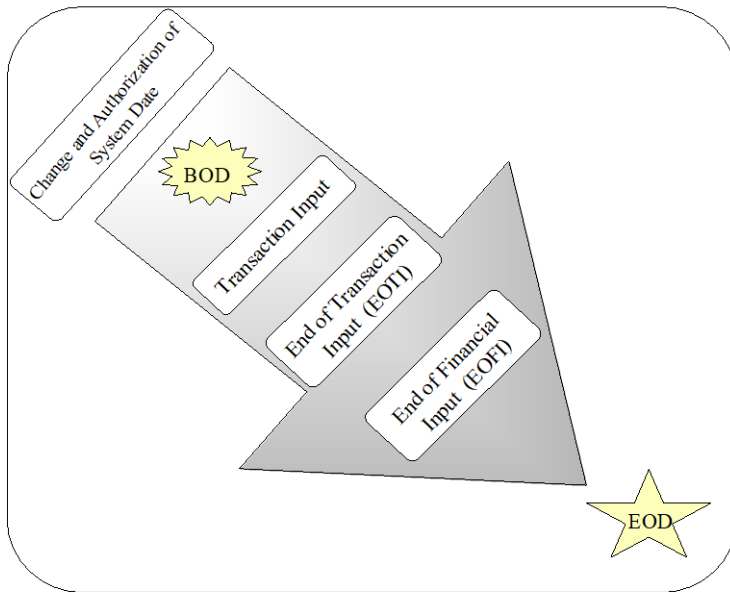 Change and Authorization of
System Date
BOD
Transaction Input
End of Transaction
Input (EOTI)
End of Financial
Input (EOFI)
EOD